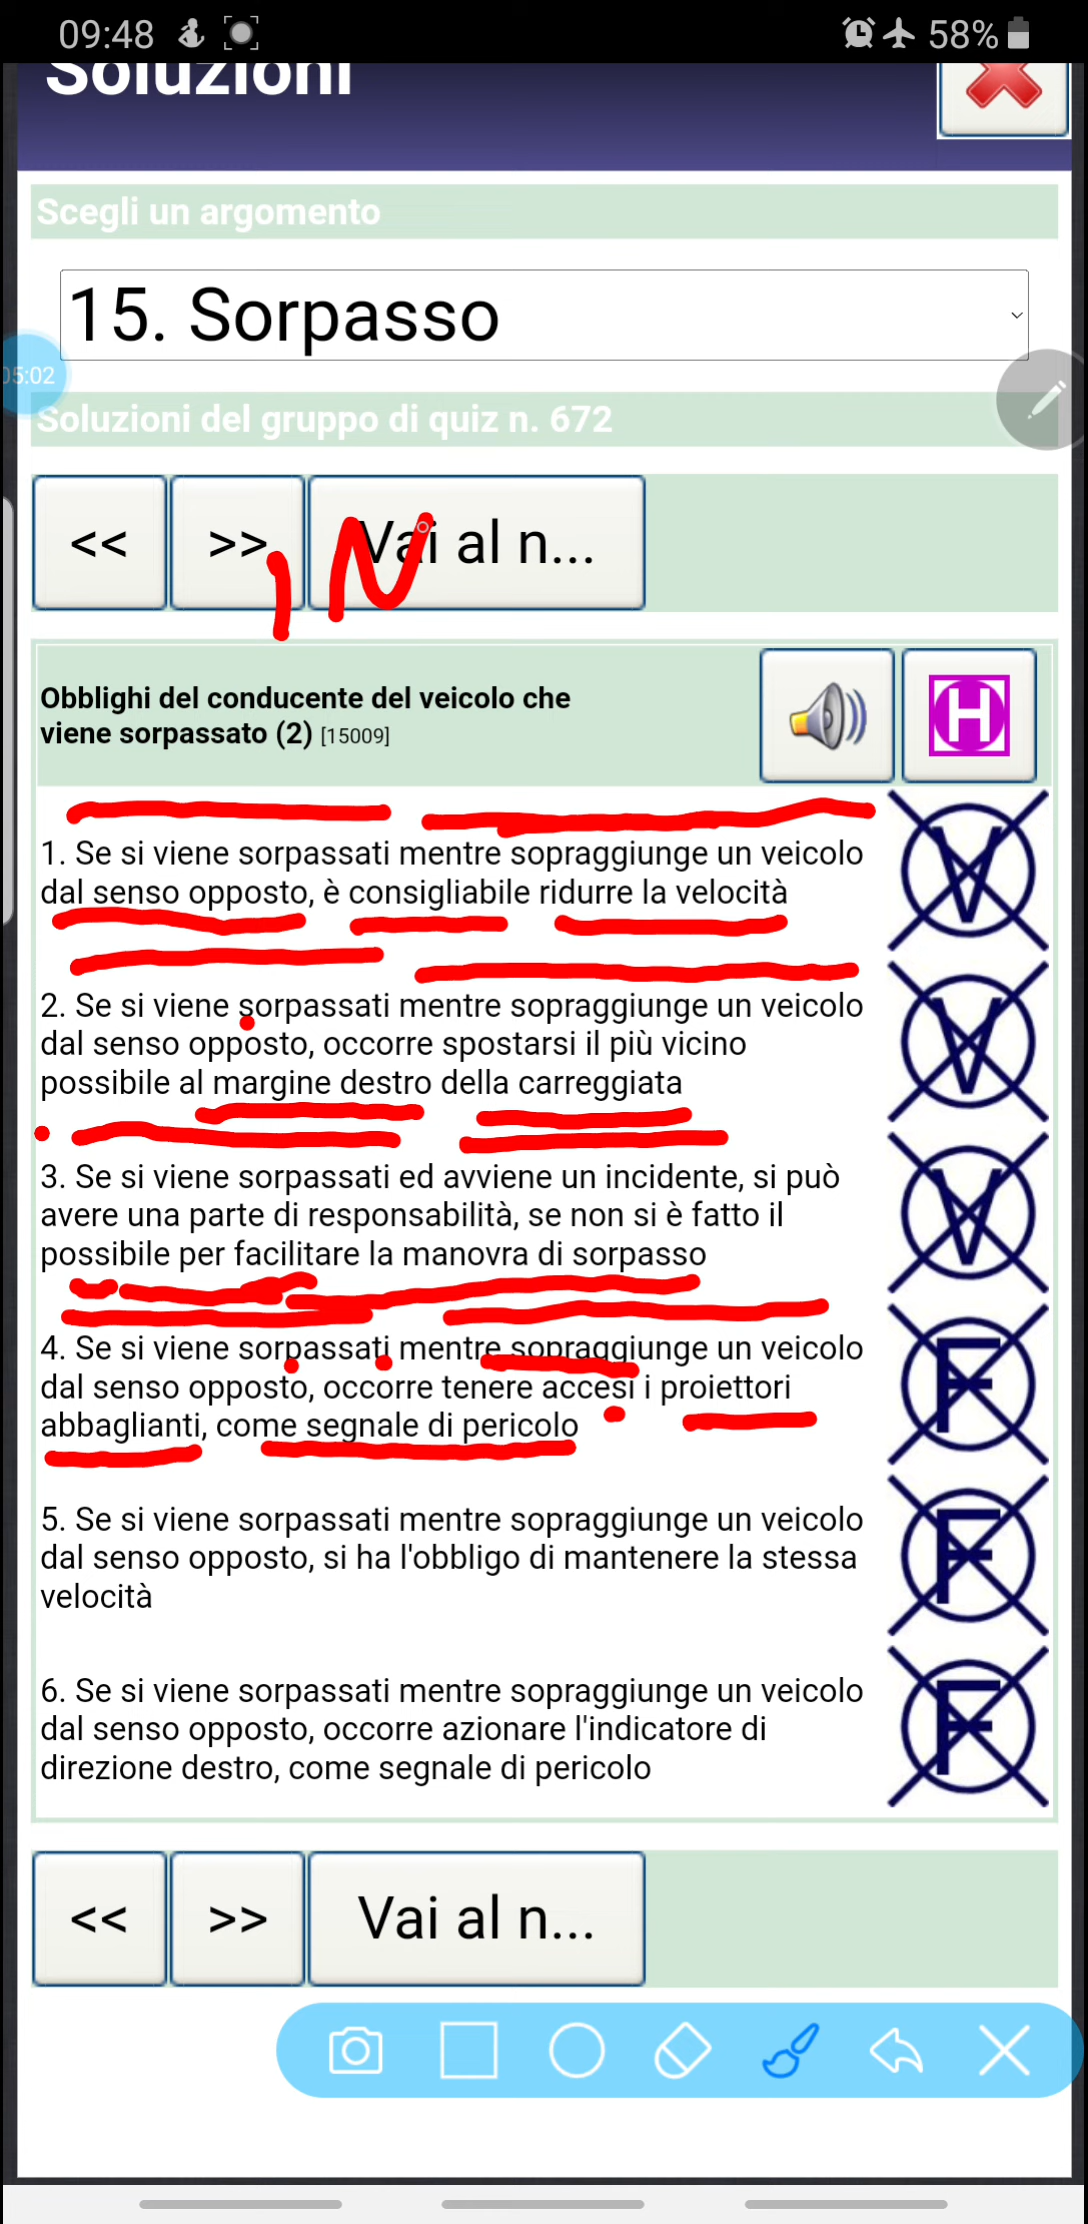 09:48 58%
Soluzioni
Scegli un argomento
15. Sorpasso
05:02
Soluzioni del gruppo di quiz n. 672
<< >> Vai al n...
IN
Obblighi del conducente del veicolo che
viene sorpassato (2) [15009]
H
1. Se si viene sorpassati mentre sopraggiunge un veicolo
dal senso opposto, è consigliabile ridurre la velocità
V
2. Se si viene sorpassati mentre sopraggiunge un veicolo
dal senso opposto, occorre spostarsi il più vicino
possibile al margine destro della carreggiata
V
3. Se si viene sorpassati ed avviene un incidente, si può
avere una parte di responsabilità, se non si è fatto il
possibile per facilitare la manovra di sorpasso
V
4. Se si viene sorpassati mentre sopraggiunge un veicolo
dal senso opposto, occorre tenere accesi i proiettori
abbaglianti, come segnale di pericolo
F
5. Se si viene sorpassati mentre sopraggiunge un veicolo
dal senso opposto, si ha l'obbligo di mantenere la stessa
velocità
F
6. Se si viene sorpassati mentre sopraggiunge un veicolo
dal senso opposto, occorre azionare l'indicatore di
direzione destro, come segnale di pericolo
F
<< >> Vai al n...